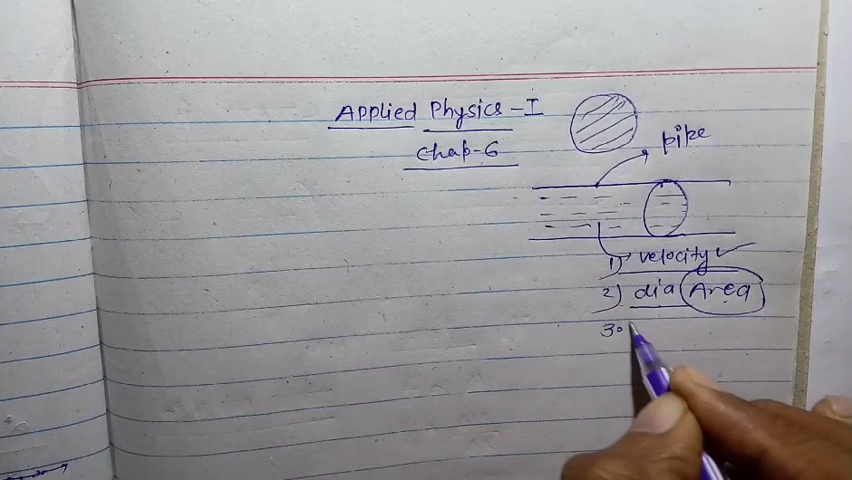 Applied Physics-I
Chap-6
pipe
1) velocity ✓
2) dia Area
3.